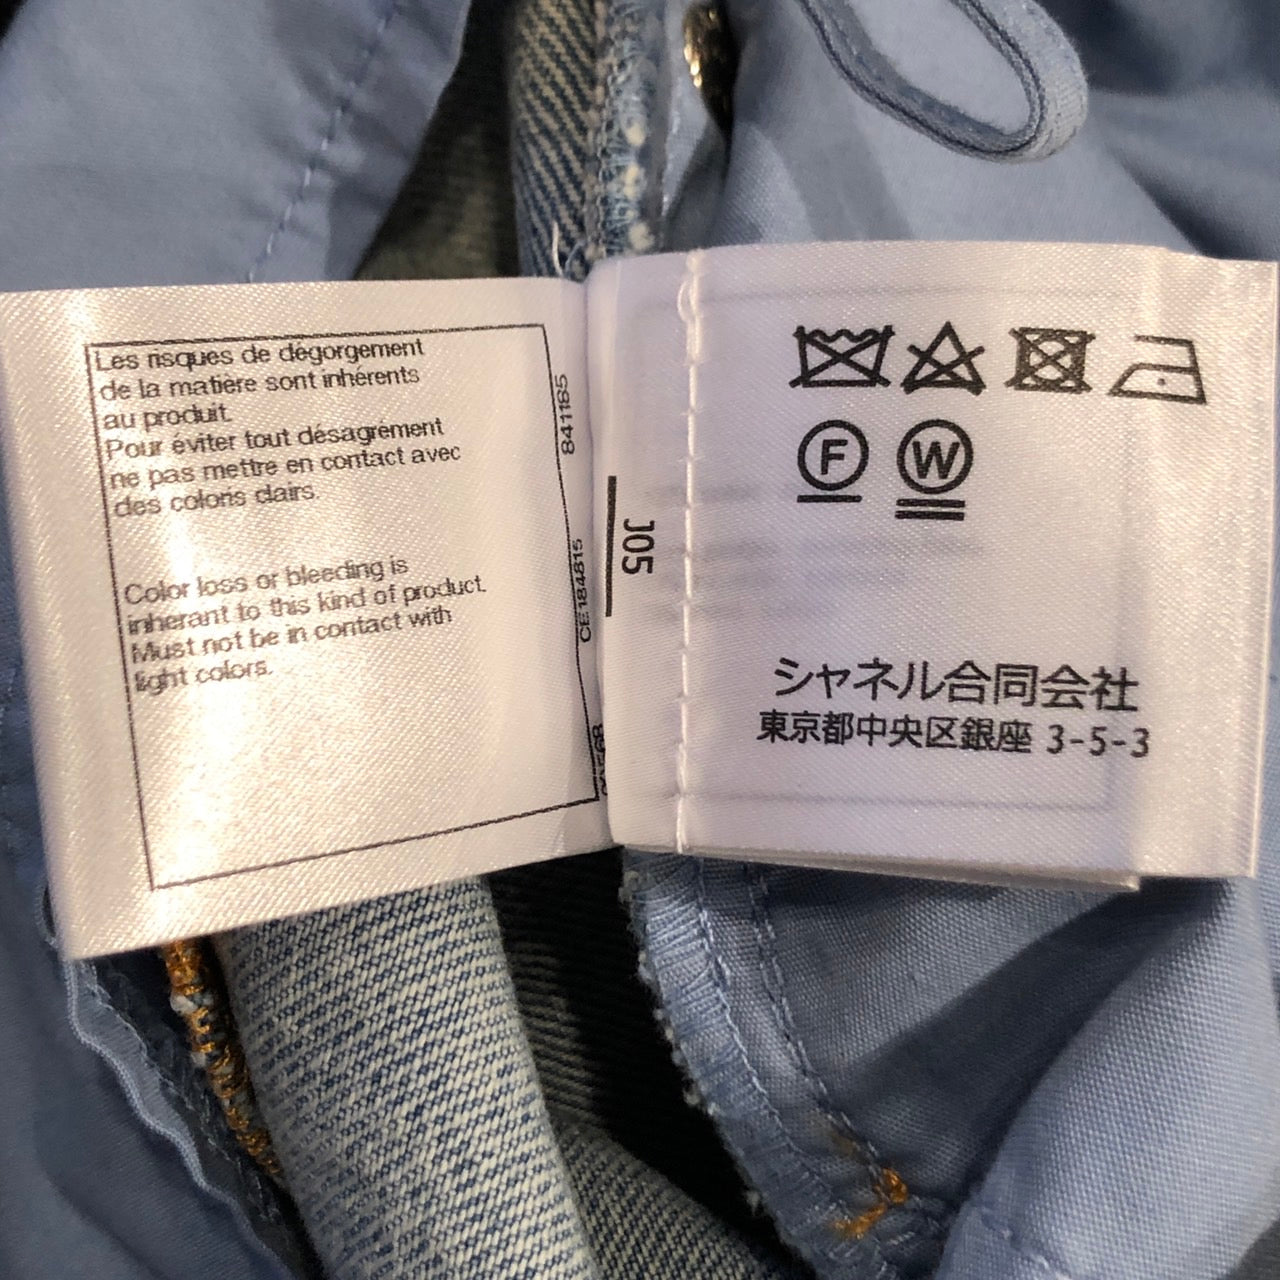 Les risques de dégorgement
de la matière sont inhérents
au produit.
Pour éviter tout désagrément
ne pas mettre en contact avec
des coloris clairs.
Color loss or bleeding is
inherant to this kind of product.
Must not be in contact with
light colors.
841185
CE184815
J05
F
W
シャネル合同会社
東京都中央区銀座 3-5-3